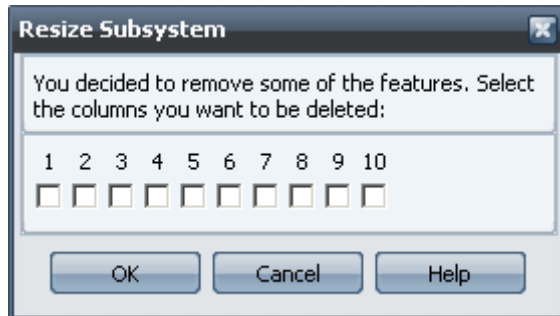 Resize Subsystem
You decided to remove some of the features. Select
the columns you want to be deleted:
1 2 3 4 5 6 7 8 9 10
OK Cancel Help